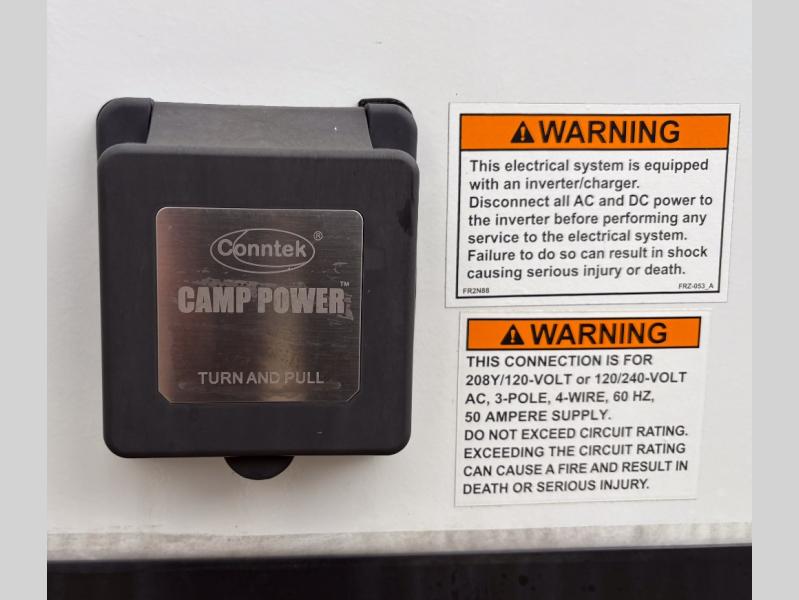 Conntek®
CAMP POWER™
TURN AND PULL
WARNING
This electrical system is equipped
with an inverter/charger.
Disconnect all AC and DC power to
the inverter before performing any
service to the electrical system.
Failure to do so can result in shock
causing serious injury or death.
FR2N88 FRZ-053_A
WARNING
THIS CONNECTION IS FOR
208Y/120-VOLT or 120/240-VOLT
AC, 3-POLE, 4-WIRE, 60 HZ,
50 AMPERE SUPPLY.
DO NOT EXCEED CIRCUIT RATING.
EXCEEDING THE CIRCUIT RATING
CAN CAUSE A FIRE AND RESULT IN
DEATH OR SERIOUS INJURY.